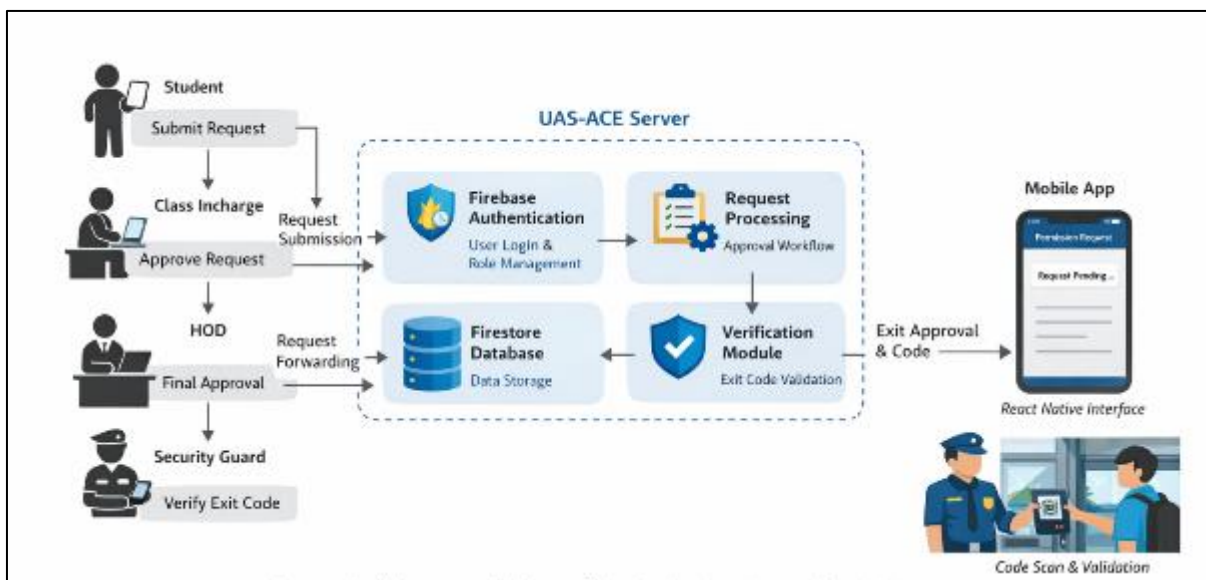 Student
Submit Request
Class Incharge
Approve Request
HOD
Final Approval
Security Guard
Verify Exit Code
Request
Submission
Request
Forwarding
UAS-ACE Server
Firebase
Authentication
User Login &
Role Management
Request
Processing
Approval Workflow
Firestore
Database
Data Storage
Verification
Module
Exit Code Validation
Exit Approval
& Code
Mobile App
Permission Request
Request Pending ..
React Native Interface
Code Scan & Validation